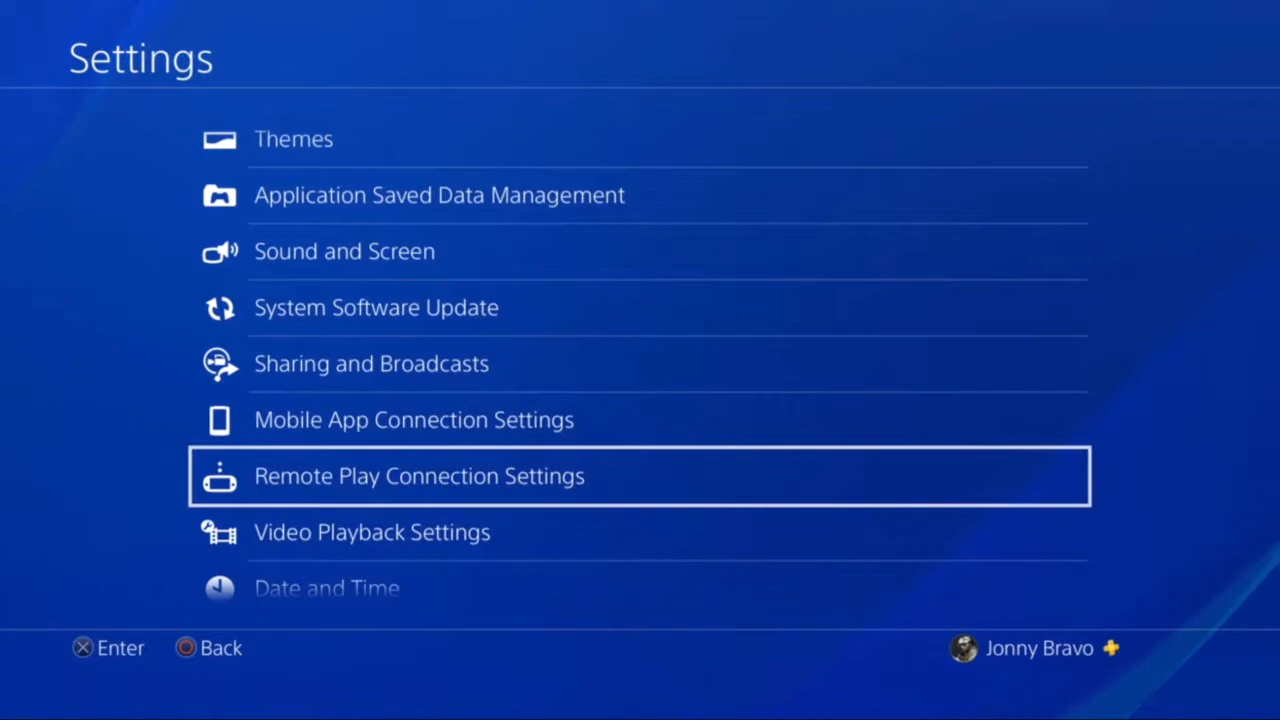 Settings
Themes
Application Saved Data Management
Sound and Screen
System Software Update
Sharing and Broadcasts
Mobile App Connection Settings
Remote Play Connection Settings
Video Playback Settings
Date and Time
Enter Back Jonny Bravo